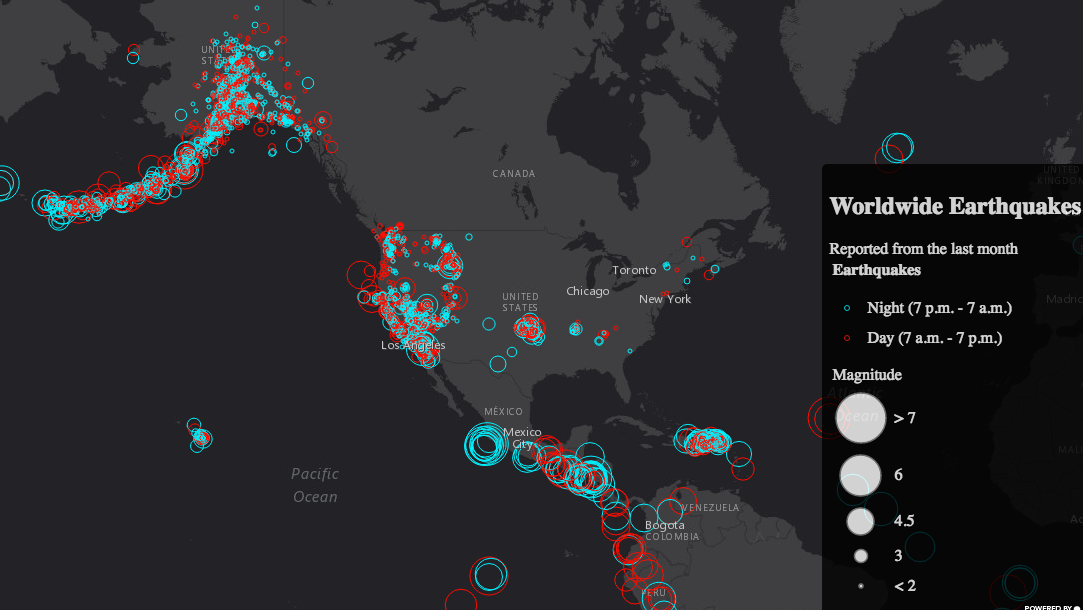 UNITED
STATES
CANADA
UNITED
KINGDOM
Worldwide Earthquakes
Reported from the last month
Earthquakes
Toronto
Chicago
UNITED
STATES
New York
Madrid
Night (7 p.m. - 7 a.m.)
Day (7 a.m. - 7 p.m.)
Los Angeles
Magnitude
Atlantic
Ocean
> 7
MÉXICO
Mexico
City
Pacific
Ocean
6
VENEZUELA
4.5
Bogota
COLOMBIA
3
< 2
PERU
POWERED BY